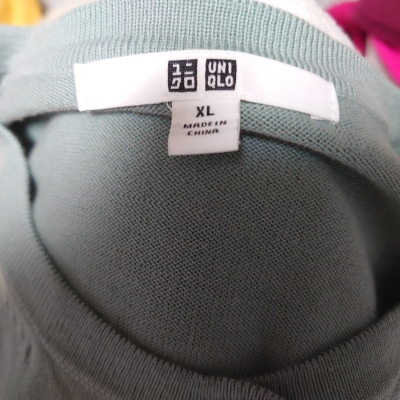 ユニ UNI
クロ QLO
XL
MADE IN
CHINA